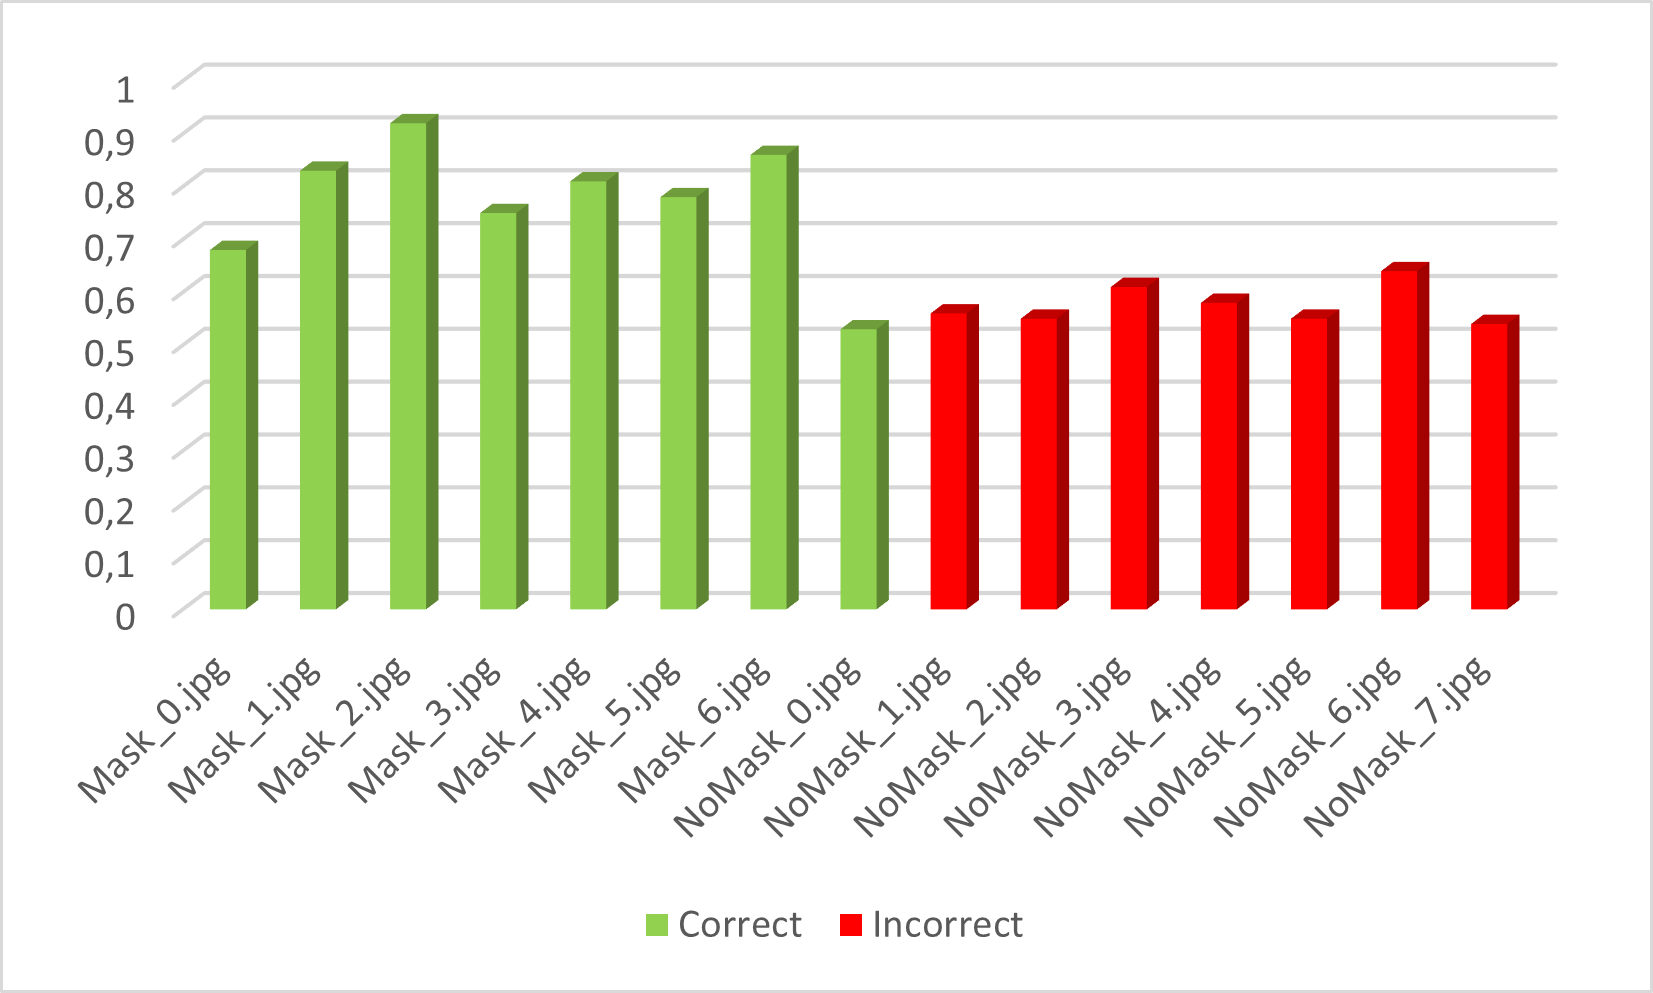 1
0,9
0,8
0,7
0,6
0,5
0,4
0,3
0,2
0,1
0
Mask_0.jpg
Mask_1.jpg
Mask_2.jpg
Mask_3.jpg
Mask_4.jpg
Mask_5.jpg
Mask_6.jpg
NoMask_0.jpg
NoMask_1.jpg
NoMask_2.jpg
NoMask_3.jpg
NoMask_4.jpg
NoMask_5.jpg
NoMask_6.jpg
NoMask_7.jpg
Correct Incorrect